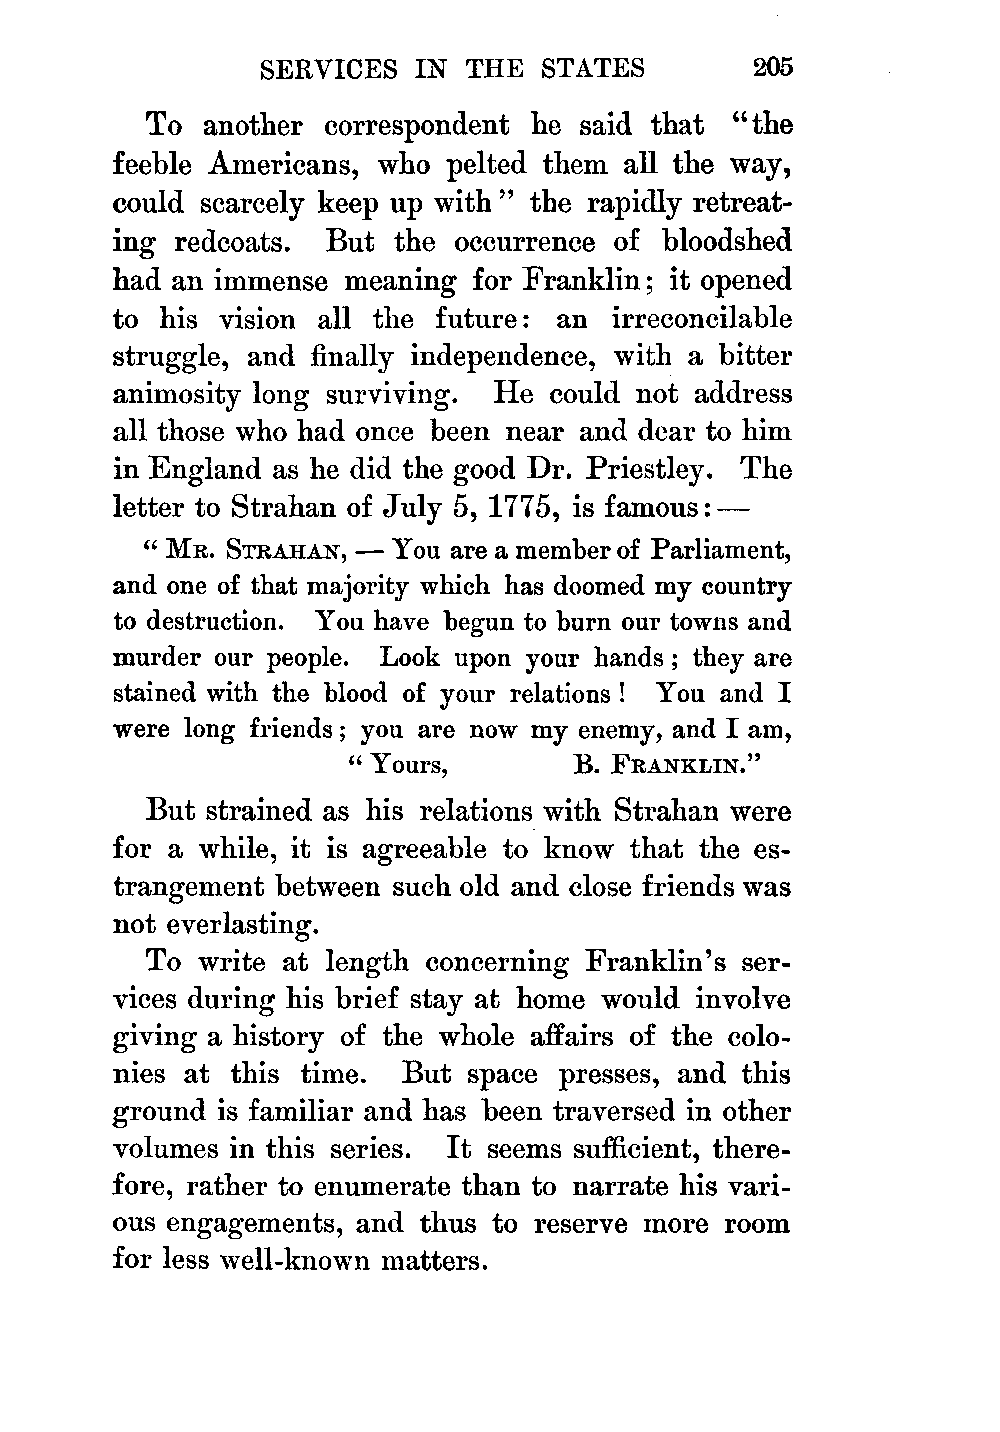 SERVICES IN THE STATES 205
To another correspondent he said that "the
feeble Americans, who pelted them all the way,
could scarcely keep up with" the rapidly retreat-
ing redcoats. But the occurrence of bloodshed
had an immense meaning for Franklin; it opened
to his vision all the future: an irreconcilable
struggle, and finally independence, with a bitter
animosity long surviving. He could not address
all those who had once been near and dear to him
in England as he did the good Dr. Priestley. The
letter to Strahan of July 5, 1775, is famous:—
"MR. STRAHAN,—You are a member of Parliament,
and one of that majority which has doomed my country
to destruction. You have begun to burn our towns and
murder our people. Look upon your hands; they are
stained with the blood of your relations! You and I
were long friends; you are now my enemy, and I am,
"Yours, B. FRANKLIN."
But strained as his relations with Strahan were
for a while, it is agreeable to know that the es-
trangement between such old and close friends was
not everlasting.
To write at length concerning Franklin's ser-
vices during his brief stay at home would involve
giving a history of the whole affairs of the colo-
nies at this time. But space presses, and this
ground is familiar and has been traversed in other
volumes in this series. It seems sufficient, there-
fore, rather to enumerate than to narrate his vari-
ous engagements, and thus to reserve more room
for less well-known matters.